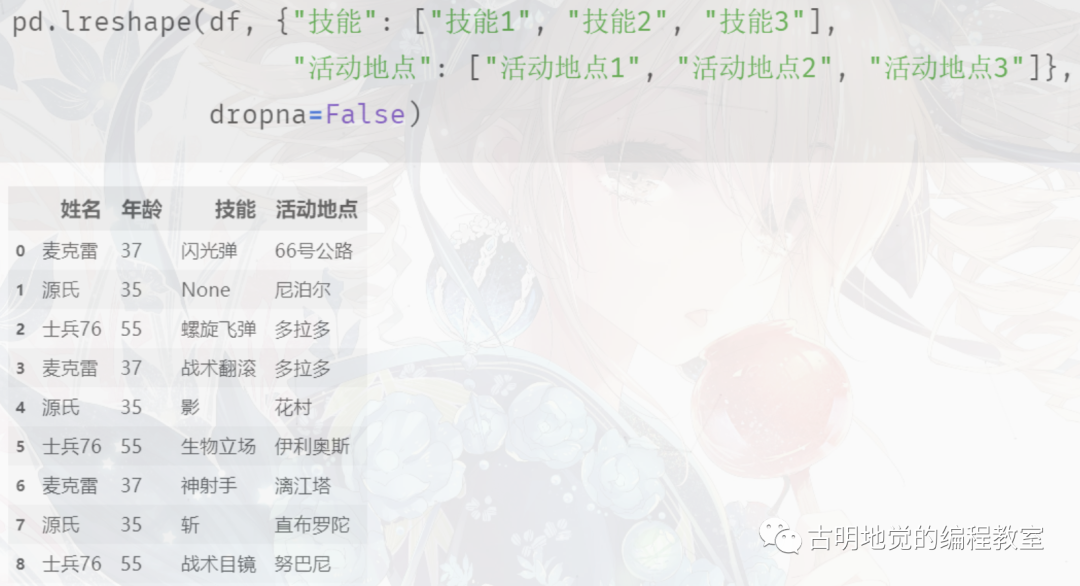 pd.lreshape(df, {"技能": ["技能1", "技能2", "技能3"],
"活动地点": ["活动地点1", "活动地点2", "活动地点3"]},
dropna=False)
姓名 年龄 技能 活动地点
0 麦克雷 37 闪光弹 66号公路
1 源氏 35 None 尼泊尔
2 士兵76 55 螺旋飞弹 多拉多
3 麦克雷 37 战术翻滚 多拉多
4 源氏 35 影 花村
5 士兵76 55 生物立场 伊利奥斯
6 麦克雷 37 神射手 漓江塔
7 源氏 35 斩 直布罗陀
8 士兵76 55 战术目镜 努巴尼
古明地觉的编程教室